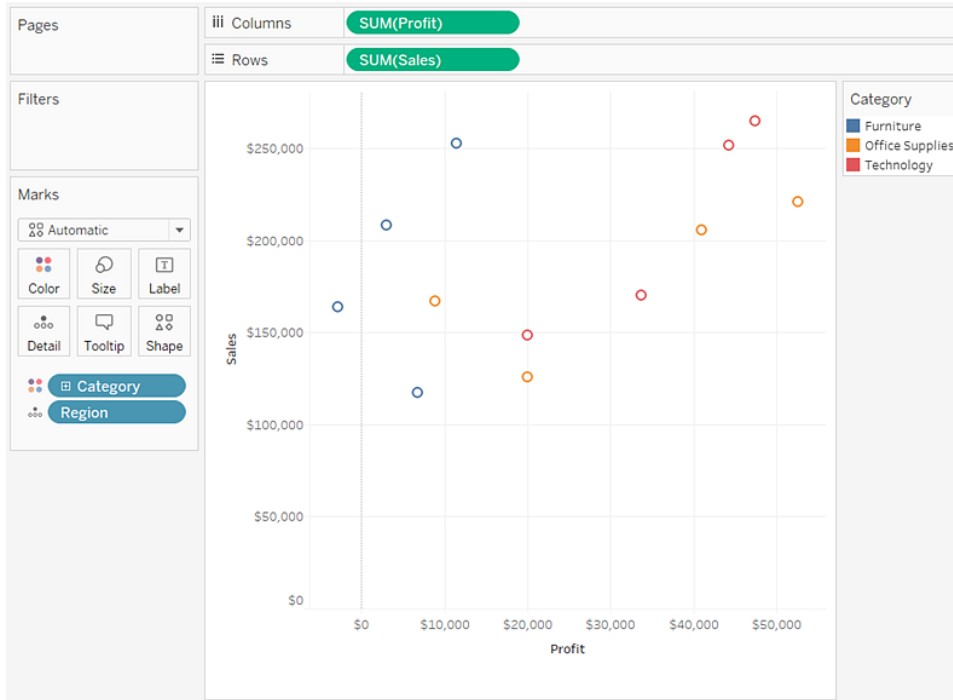 Pages
Columns
SUM(Profit)
Rows
SUM(Sales)
Filters
Marks
Automatic
Color
Size
Label
Detail
Tooltip
Shape
Category
Region
Sales
$250,000
$200,000
$150,000
$100,000
$50,000
$0
$0 $10,000 $20,000 $30,000 $40,000 $50,000
Profit
Category
Furniture
Office Supplies
Technology